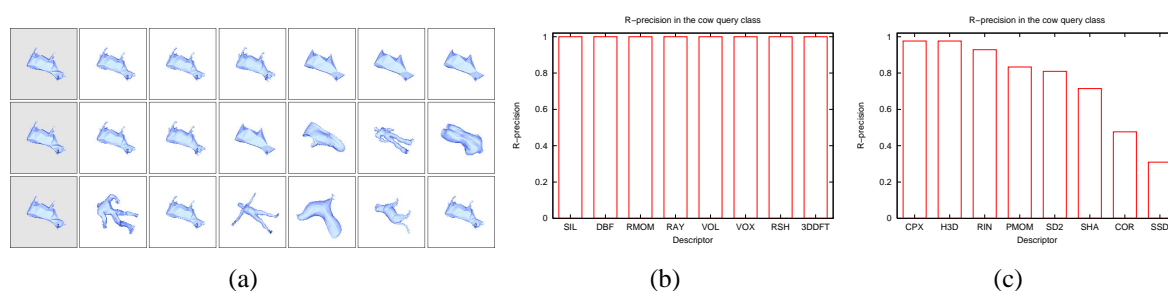 R-precision in the cow query class
R-precision
1
0.8
0.6
0.4
0.2
0
SIL DBF RMOM RAY VOL VOX RSH 3DDFT
Descriptor
R-precision in the cow query class
R-precision
1
0.8
0.6
0.4
0.2
0
CPX H3D RIN PMOM SD2 SHA COR SSD
Descriptor
(a) (b) (c)